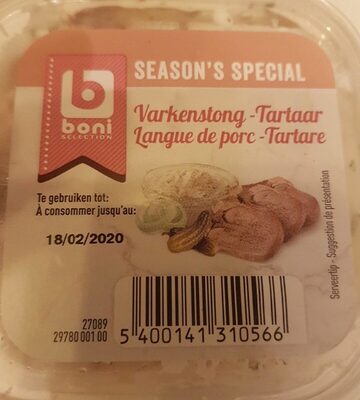 boni
SELECTION
SEASON'S SPECIAL
Varkenstong -Tartaar
Langue de porc -Tartare
Te gebruiken tot:
À consommer jusqu'au:
18/02/2020
Serveertip - Suggestion de présentation
27089
29780 001 00
5 400141 310566